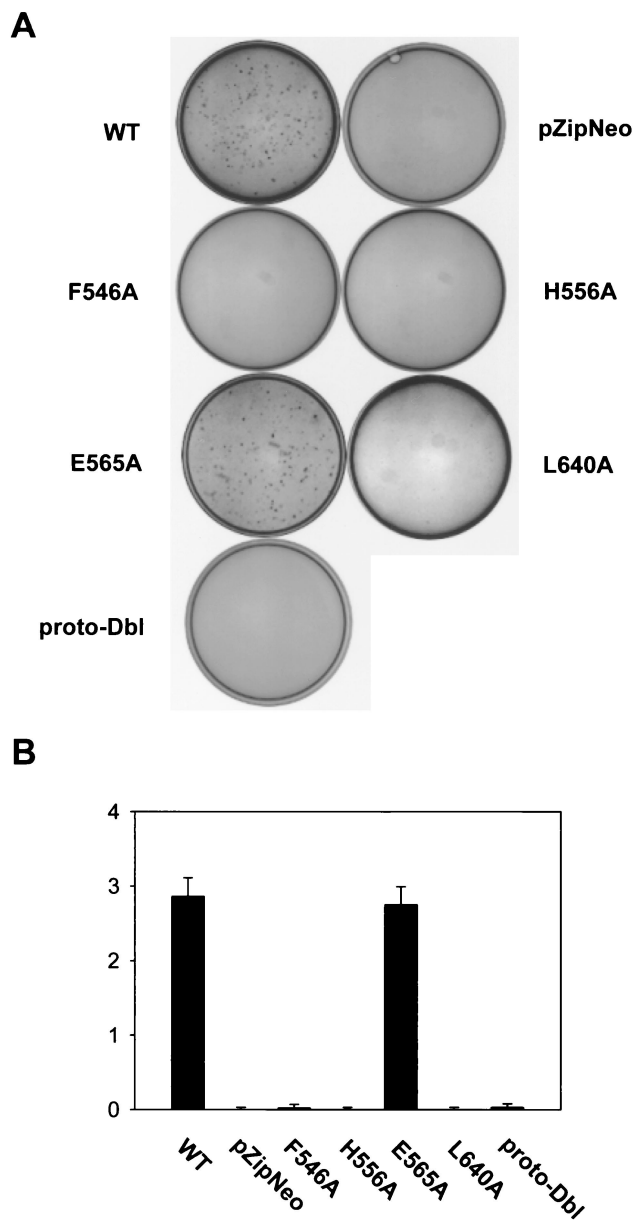 A
WT
pZipNeo
F546A
H556A
E565A
L640A
proto-Dbl
B
4
3
2
1
0
WT
pZipNeo
F546A
H556A
E565A
L640A
proto-Dbl